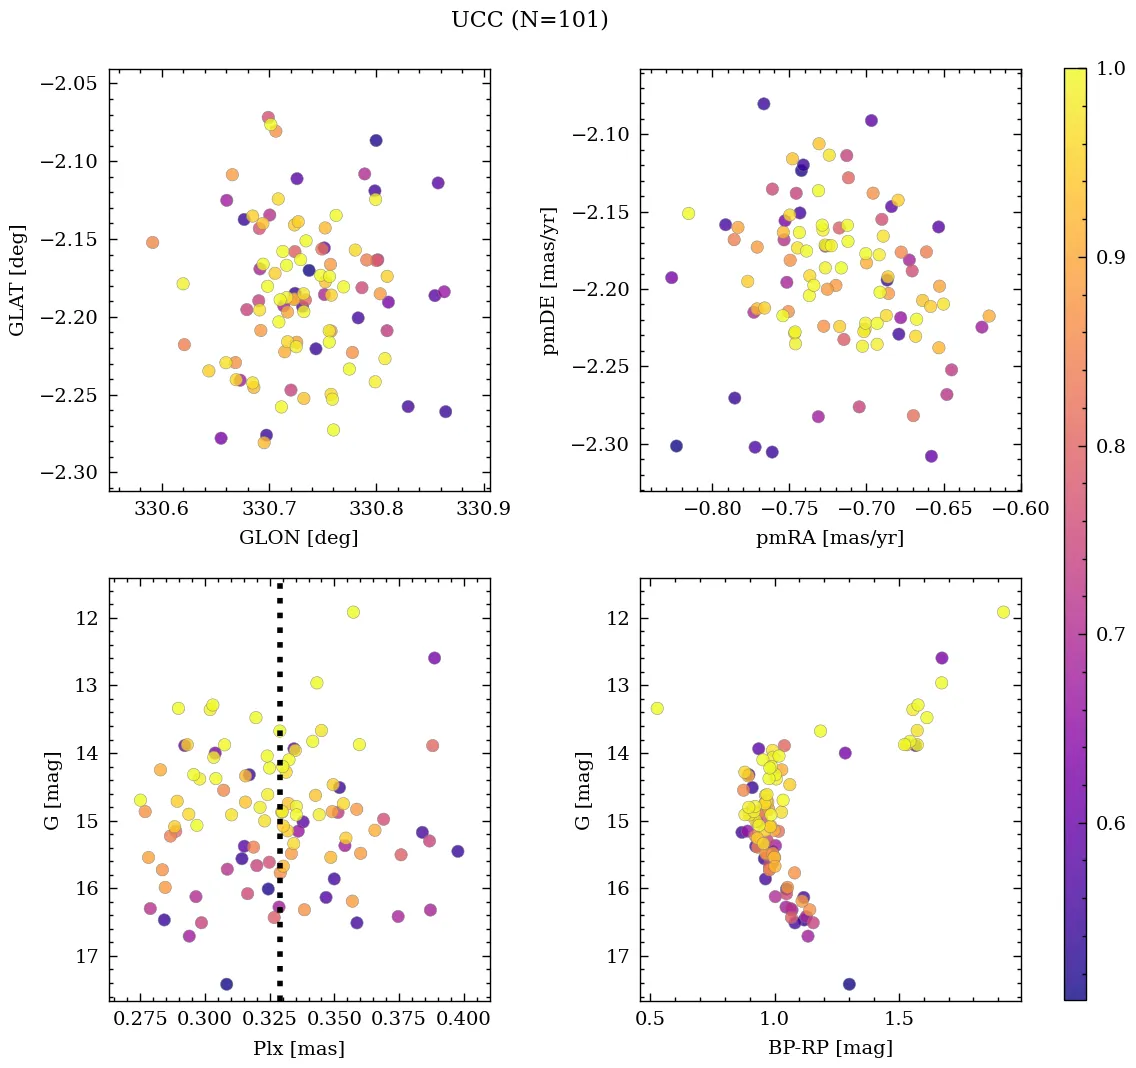 UCC (N=101)
−2.05
−2.10
−2.15
−2.20
−2.25
−2.30
GLAT [deg]
330.6 330.7 330.8 330.9
GLON [deg]
−2.10
−2.15
−2.20
−2.25
−2.30
pmDE [mas/yr]
−0.80 −0.75 −0.70 −0.65 −0.60
pmRA [mas/yr]
12
13
14
15
16
17
G [mag]
0.275 0.300 0.325 0.350 0.375 0.400
Plx [mas]
12
13
14
15
16
17
G [mag]
0.5 1.0 1.5
BP-RP [mag]
1.0
0.9
0.8
0.7
0.6